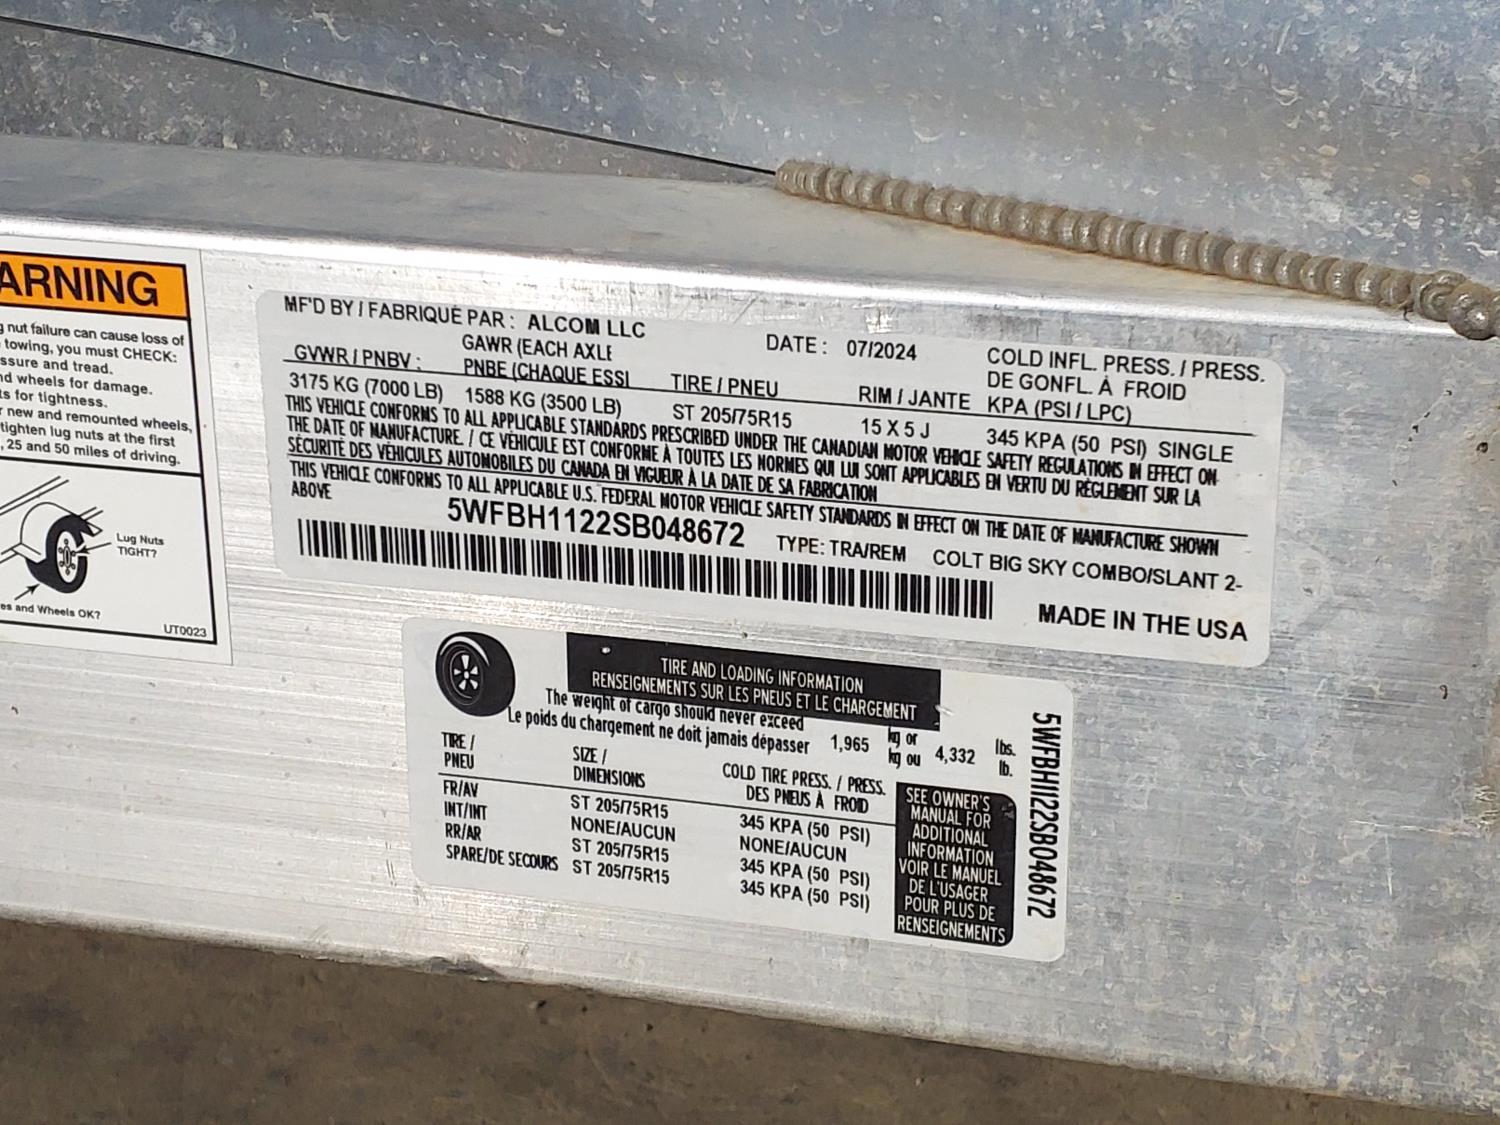 ARNING
nut failure can cause loss of
towing, you must CHECK:
ssure and tread.
nd wheels for damage.
ts for tightness.
new and remounted wheels,
tighten lug nuts at the first
, 25 and 50 miles of driving.
Lug Nuts
TIGHT?
es and Wheels OK?
UT0023
MF'D BY / FABRIQUÉ PAR : ALCOM LLC
DATE : 07/2024
GVWR / PNBV :
3175 KG (7000 LB)
GAWR (EACH AXLE
PNBE (CHAQUE ESSI
1588 KG (3500 LB)
TIRE / PNEU
ST 205/75R15
RIM / JANTE
15 X 5 J
COLD INFL. PRESS. / PRESS.
DE GONFL. À FROID
KPA (PSI / LPC)
345 KPA (50 PSI) SINGLE
THIS VEHICLE CONFORMS TO ALL APPLICABLE STANDARDS PRESCRIBED UNDER THE CANADIAN MOTOR VEHICLE SAFETY REGULATIONS IN EFFECT ON
THE DATE OF MANUFACTURE. / CE VÉHICULE EST CONFORME À TOUTES LES NORMES QUI LUI SONT APPLICABLES EN VERTU DU RÈGLEMENT SUR LA
SÉCURITÉ DES VÉHICULES AUTOMOBILES DU CANADA EN VIGUEUR À LA DATE DE SA FABRICATION
THIS VEHICLE CONFORMS TO ALL APPLICABLE U.S. FEDERAL MOTOR VEHICLE SAFETY STANDARDS IN EFFECT ON THE DATE OF MANUFACTURE SHOWN
ABOVE
5WFBH1122SB048672 TYPE: TRA/REM COLT BIG SKY COMBO/SLANT 2-
MADE IN THE USA
TIRE AND LOADING INFORMATION
RENSEIGNEMENTS SUR LES PNEUS ET LE CHARGEMENT
The weight of cargo should never exceed
Le poids du chargement ne doit jamais dépasser
1,965 kg or
kg ou 4,332 lbs.
lb.
TIRE /
PNEU
SIZE /
DIMENSIONS
COLD TIRE PRESS. / PRESS.
DES PNEUS À FROID
FR/AV ST 205/75R15 345 KPA (50 PSI)
INT/INT NONE/AUCUN NONE/AUCUN
RR/AR ST 205/75R15 345 KPA (50 PSI)
SPARE/DE SECOURS ST 205/75R15 345 KPA (50 PSI)
SEE OWNER'S
MANUAL FOR
ADDITIONAL
INFORMATION
VOIR LE MANUEL
DE L'USAGER
POUR PLUS DE
RENSEIGNEMENTS
5WFBH1122SB048672